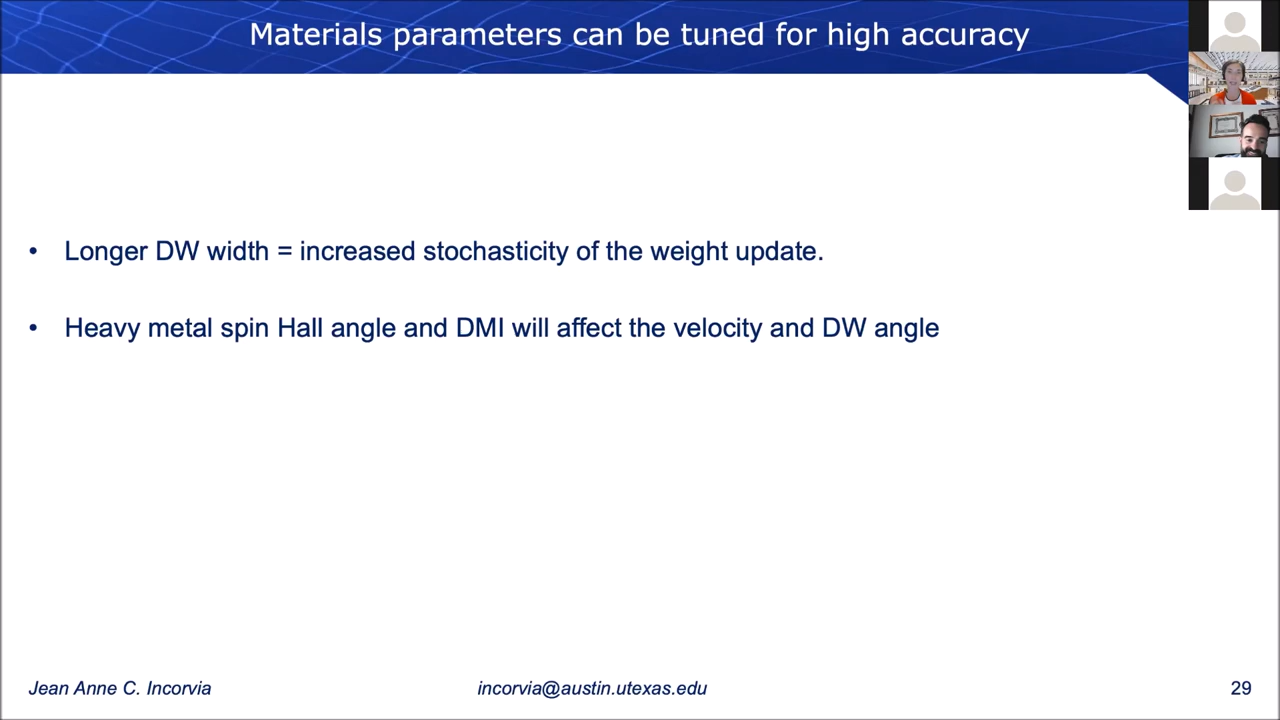 Materials parameters can be tuned for high accuracy
• Longer DW width = increased stochasticity of the weight update.
• Heavy metal spin Hall angle and DMI will affect the velocity and DW angle
Jean Anne C. Incorvia
incorvia@austin.utexas.edu
29